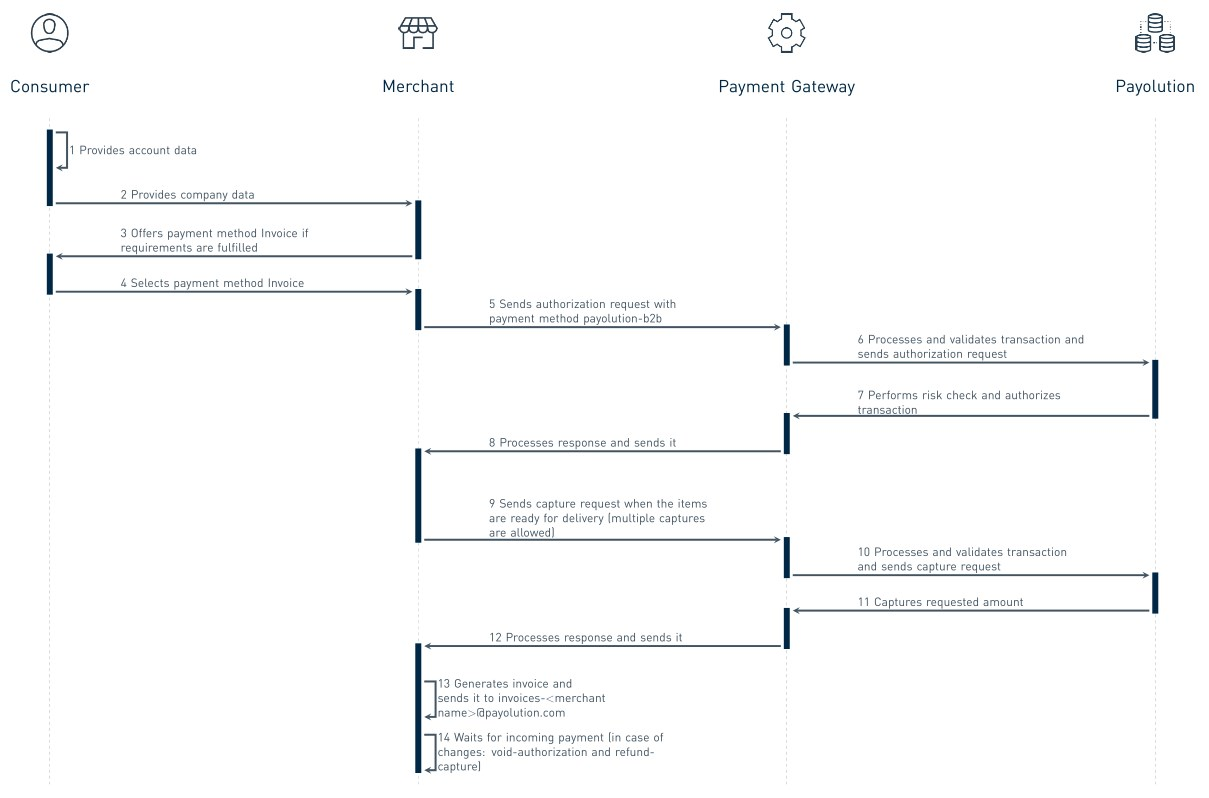 Consumer
Merchant
Payment Gateway
Payolution
1 Provides account data
2 Provides company data
3 Offers payment method Invoice if
requirements are fulfilled
4 Selects payment method Invoice
5 Sends authorization request with
payment method payolution-b2b
6 Processes and validates transaction and
sends authorization request
7 Performs risk check and authorizes
transaction
8 Processes response and sends it
9 Sends capture request when the items
are ready for delivery (multiple captures
are allowed)
10 Processes and validates transaction
and sends capture request
11 Captures requested amount
12 Processes response and sends it
13 Generates invoice and
sends it to invoices-<merchant
name>@payolution.com
14 Waits for incoming payment (in case of
changes: void-authorization and refund-
capture)